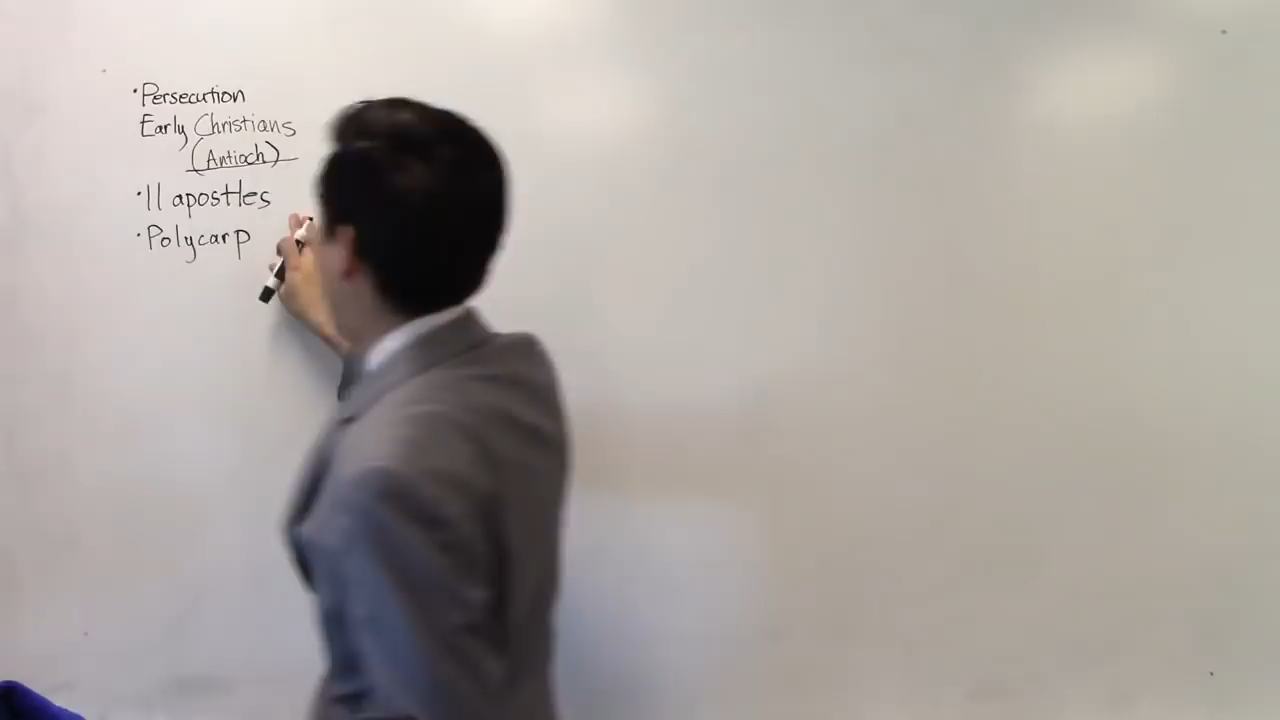 ·Persecution
Early Christians
(Antioch)
·11 apostles
·Polycarp